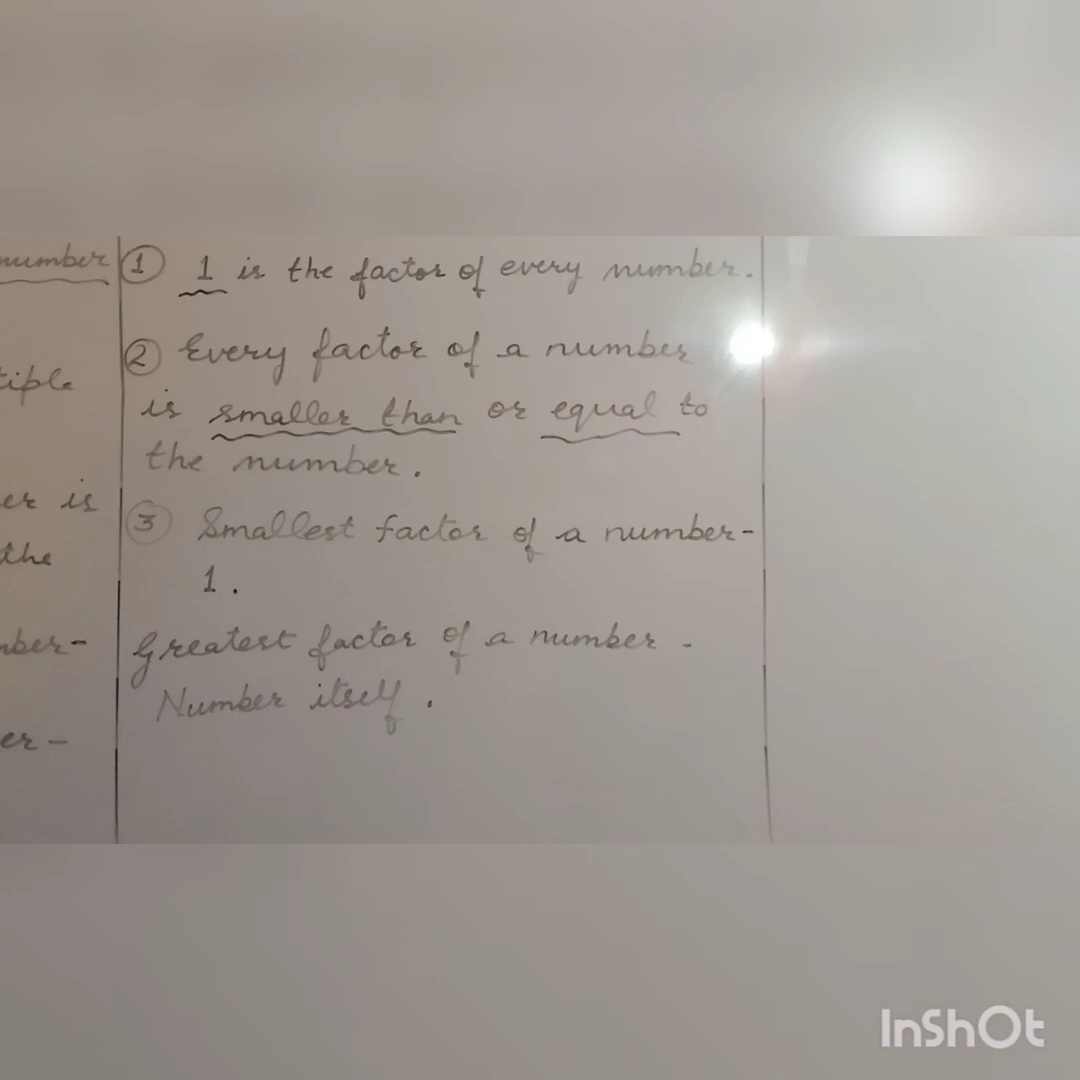 number
tiple
er is
the
mber-
er-
① 1 is the factor of every number.
② Every factor of a number
is smaller than or equal to
the number.
③ Smallest factor of a number-
1.
Greatest factor of a number -
Number itself.
InShOt